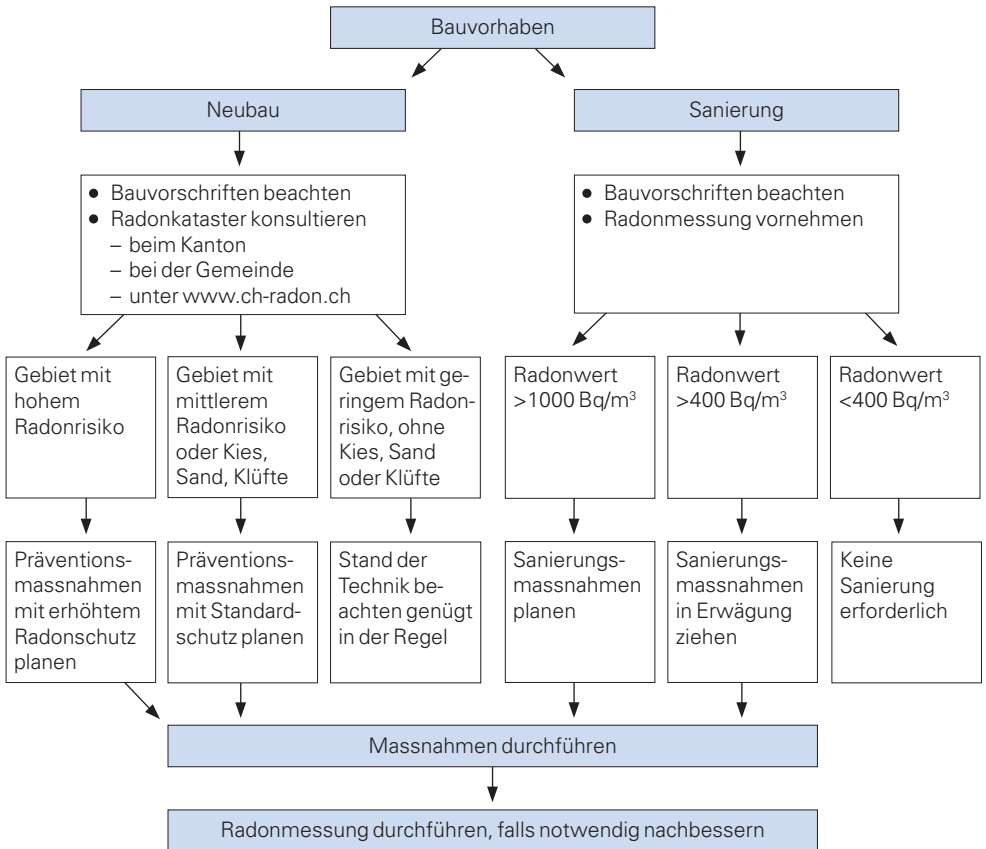 Bauvorhaben
Neubau
Sanierung
• Bauvorschriften beachten
• Radonkataster konsultieren
– beim Kanton
– bei der Gemeinde
– unter www.ch-radon.ch
• Bauvorschriften beachten
• Radonmessung vornehmen
Gebiet mit
hohem
Radonrisiko
Gebiet mit
mittlerem
Radonrisiko
oder Kies,
Sand, Klüfte
Gebiet mit ge-
ringem Radon-
risiko, ohne
Kies, Sand
oder Klüfte
Radonwert
>1000 Bq/m³
Radonwert
>400 Bq/m³
Radonwert
<400 Bq/m³
Präventions-
massnahmen
mit erhöhtem
Radonschutz
planen
Präventions-
massnahmen
mit Standard-
schutz planen
Stand der
Technik be-
achten genügt
in der Regel
Sanierungs-
massnahmen
planen
Sanierungs-
massnahmen
in Erwägung
ziehen
Keine
Sanierung
erforderlich
Massnahmen durchführen
Radonmessung durchführen, falls notwendig nachbessern